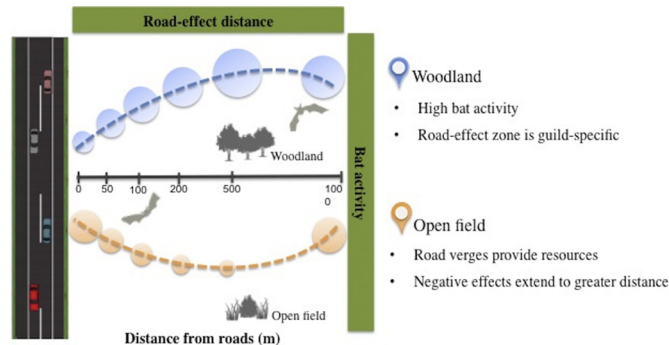 Road-effect distance
Woodland
0 50 100 200 500 100
0
Bat activity
Open field
Distance from roads (m)
Woodland
• High bat activity
• Road-effect zone is guild-specific
Open field
• Road verges provide resources
• Negative effects extend to greater distance